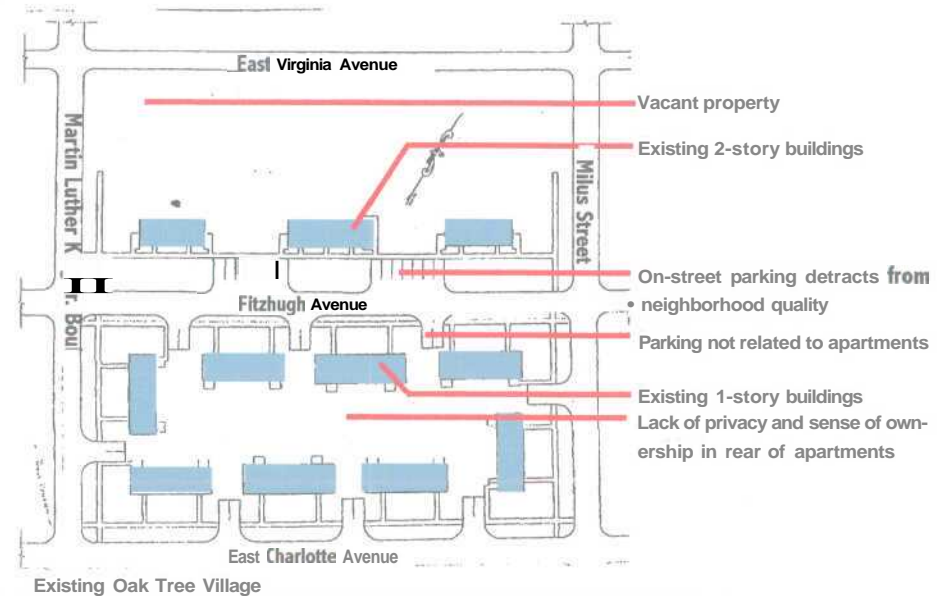 East Virginia Avenue
Vacant property
Existing 2-story buildings
Martin Luther K
Milus Street
On-street parking detracts from
• neighborhood quality
Fitzhugh Avenue
r. Boul
Parking not related to apartments
Existing 1-story buildings
Lack of privacy and sense of own-
ership in rear of apartments
East Charlotte Avenue
Existing Oak Tree Village